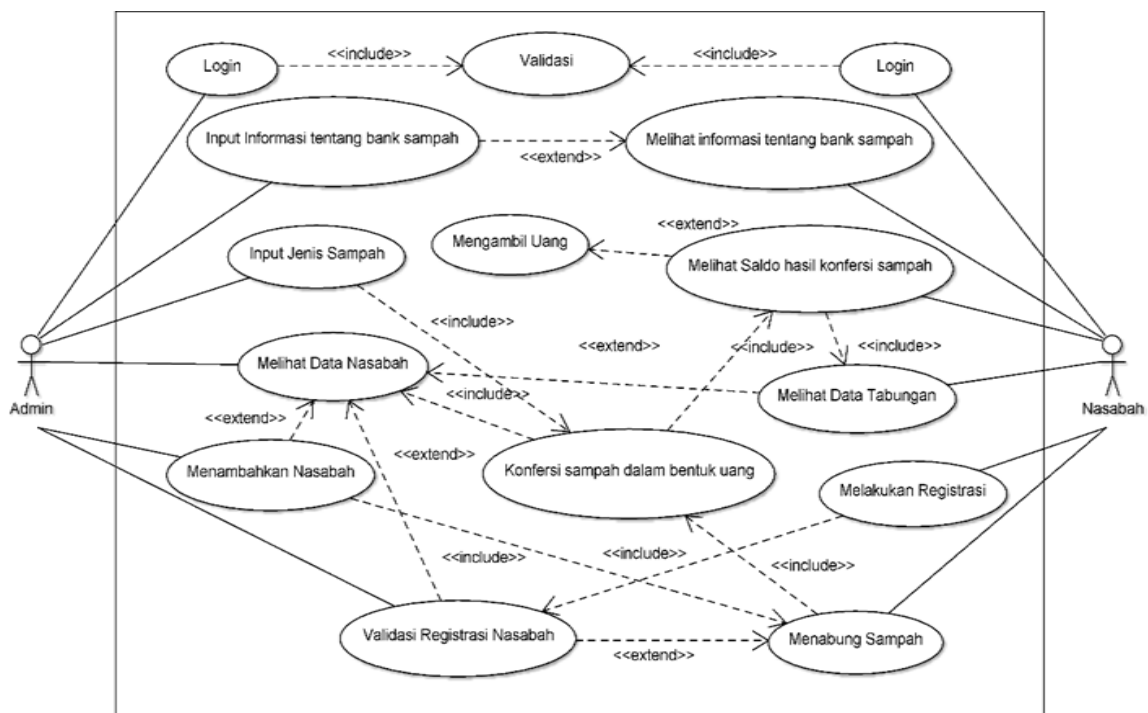 <<include>>
<<include>>
Login
Validasi
Login
Input Informasi tentang bank sampah
Melihat informasi tentang bank sampah
<<extend>>
<<extend>>
Mengambil Uang
Input Jenis Sampah
Melihat Saldo hasil konfersi sampah
<<include>>
<<extend>>
<<include>>
<<include>>
Melihat Data Nasabah
Melihat Data Tabungan
<<include>>
Admin
Nasabah
<<extend>>
<<extend>>
Menambahkan Nasabah
Konfersi sampah dalam bentuk uang
Melakukan Registrasi
<<include>>
<<include>>
<<include>>
Validasi Registrasi Nasabah
Menabung Sampah
<<extend>>